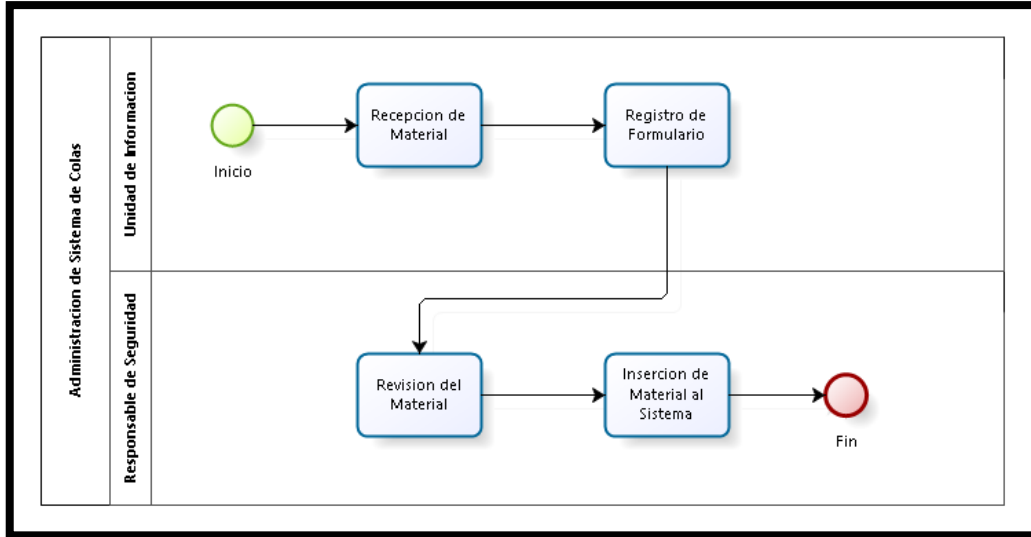 Administracion de Sistema de Colas
Unidad de Informacion
Inicio
Recepcion de
Material
Registro de
Formulario
Responsable de Seguridad
Revision del
Material
Insercion de
Material al
Sistema
Fin